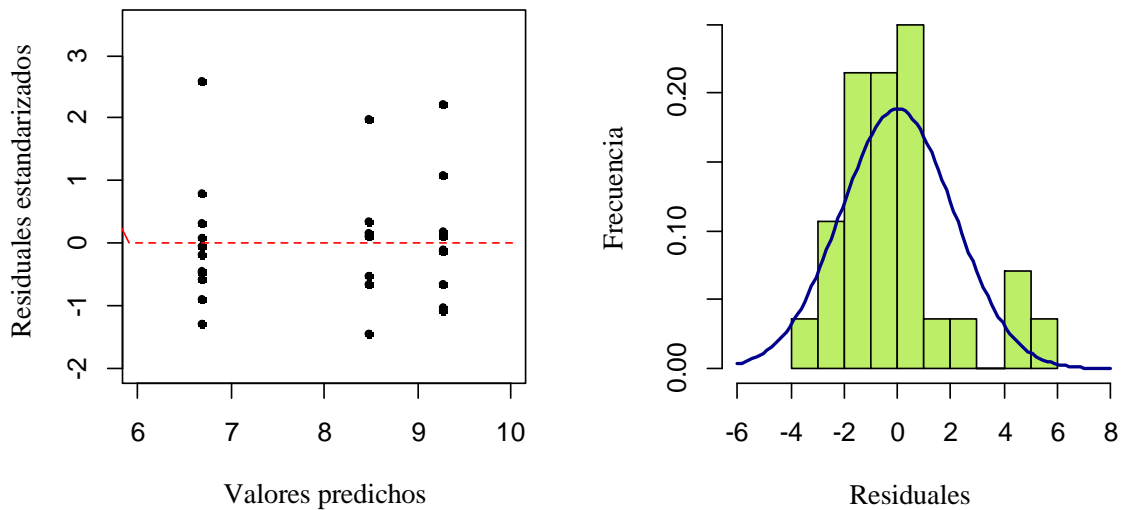 Residuales estandarizados
3
2
1
0
-1
-2
6 7 8 9 10
Valores predichos
Frecuencia
0.20
0.10
0.00
-6 -4 -2 0 2 4 6 8
Residuales